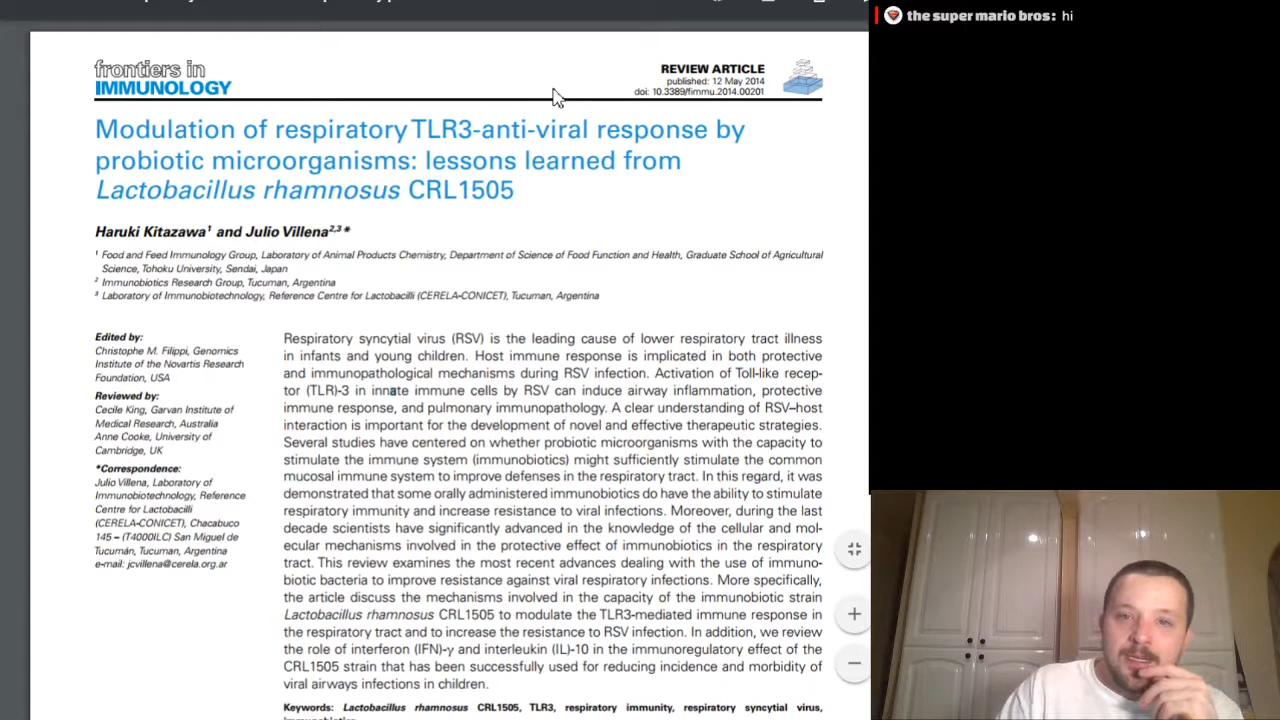 the super mario bros: hi
frontiers in
IMMUNOLOGY
REVIEW ARTICLE
published: 12 May 2014
doi: 10.3389/fimmu.2014.00201
Modulation of respiratory TLR3-anti-viral response by
probiotic microorganisms: lessons learned from
Lactobacillus rhamnosus CRL1505
Haruki Kitazawa1 and Julio Villena2,3*
1 Food and Feed Immunology Group, Laboratory of Animal Products Chemistry, Department of Science of Food Function and Health, Graduate School of Agricultural
Science, Tohoku University, Sendai, Japan
2 Immunobiotics Research Group, Tucuman, Argentina
3 Laboratory of Immunobiotechnology, Reference Centre for Lactobacilli (CERELA-CONICET), Tucuman, Argentina
Edited by:
Christophe M. Filippi, Genomics
Institute of the Novartis Research
Foundation, USA
Reviewed by:
Cecile King, Garvan Institute of
Medical Research, Australia
Anne Cooke, University of
Cambridge, UK
*Correspondence:
Julio Villena, Laboratory of
Immunobiotechnology, Reference
Centre for Lactobacilli
(CERELA-CONICET), Chacabuco
145 – (T4000ILC) San Miguel de
Tucumán, Tucuman, Argentina
e-mail: jcvillena@cerela.org.ar
Respiratory syncytial virus (RSV) is the leading cause of lower respiratory tract illness
in infants and young children. Host immune response is implicated in both protective
and immunopathological mechanisms during RSV infection. Activation of Toll-like recep-
tor (TLR)-3 in innate immune cells by RSV can induce airway inflammation, protective
immune response, and pulmonary immunopathology. A clear understanding of RSV–host
interaction is important for the development of novel and effective therapeutic strategies.
Several studies have centered on whether probiotic microorganisms with the capacity to
stimulate the immune system (immunobiotics) might sufficiently stimulate the common
mucosal immune system to improve defenses in the respiratory tract. In this regard, it was
demonstrated that some orally administered immunobiotics do have the ability to stimulate
respiratory immunity and increase resistance to viral infections. Moreover, during the last
decade scientists have significantly advanced in the knowledge of the cellular and mol-
ecular mechanisms involved in the protective effect of immunobiotics in the respiratory
tract. This review examines the most recent advances dealing with the use of immuno-
biotic bacteria to improve resistance against viral respiratory infections. More specifically,
the article discuss the mechanisms involved in the capacity of the immunobiotic strain
Lactobacillus rhamnosus CRL1505 to modulate the TLR3-mediated immune response in
the respiratory tract and to increase the resistance to RSV infection. In addition, we review
the role of interferon (IFN)-γ and interleukin (IL)-10 in the immunoregulatory effect of the
CRL1505 strain that has been successfully used for reducing incidence and morbidity of
viral airways infections in children.
Keywords: Lactobacillus rhamnosus CRL1505, TLR3, respiratory immunity, respiratory syncytial virus,